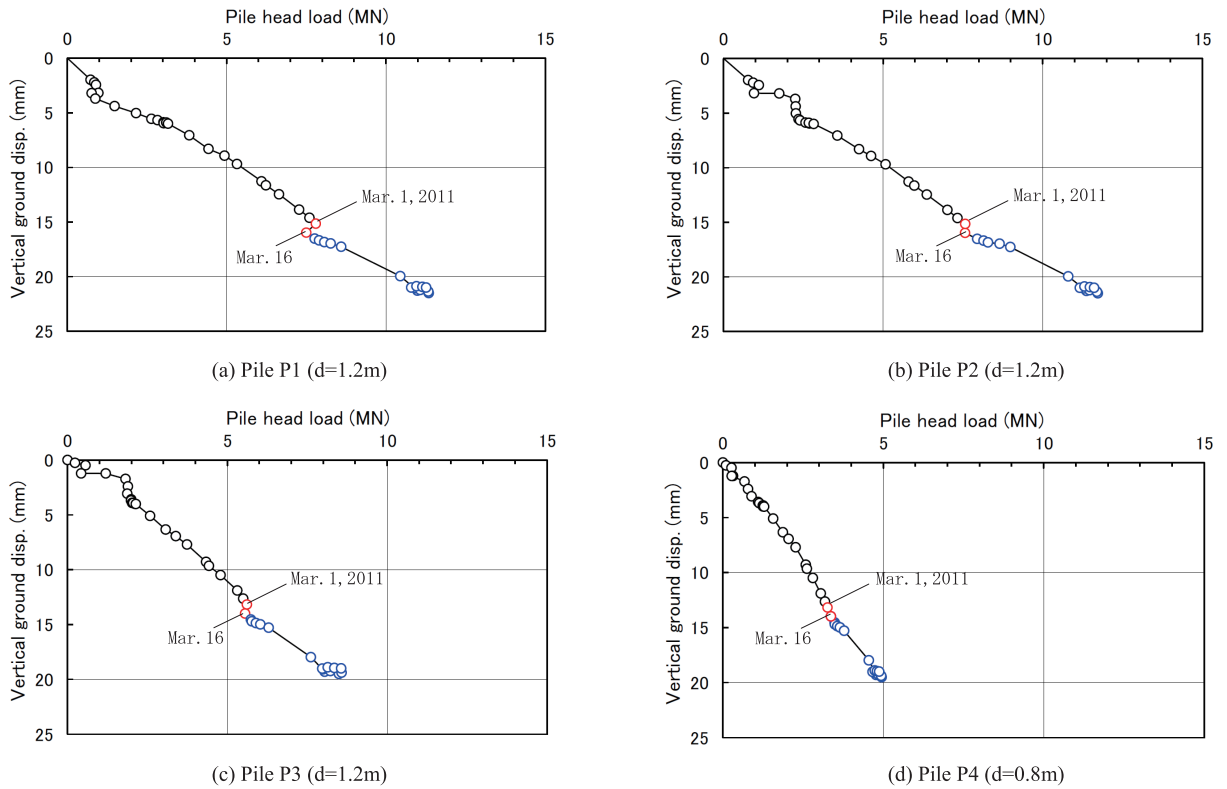 Pile head load (MN)
0 5 10 15
Vertical ground disp. (mm)
0
5
10
15
20
25
Mar. 1, 2011
Mar. 16
(a) Pile P1 (d=1.2m)
Pile head load (MN)
0 5 10 15
Vertical ground disp. (mm)
0
5
10
15
20
25
Mar. 1, 2011
Mar. 16
(b) Pile P2 (d=1.2m)
Pile head load (MN)
0 5 10 15
Vertical ground disp. (mm)
0
5
10
15
20
25
Mar. 1, 2011
Mar. 16
(c) Pile P3 (d=1.2m)
Pile head load (MN)
0 5 10 15
Vertical ground disp. (mm)
0
5
10
15
20
25
Mar. 1, 2011
Mar. 16
(d) Pile P4 (d=0.8m)